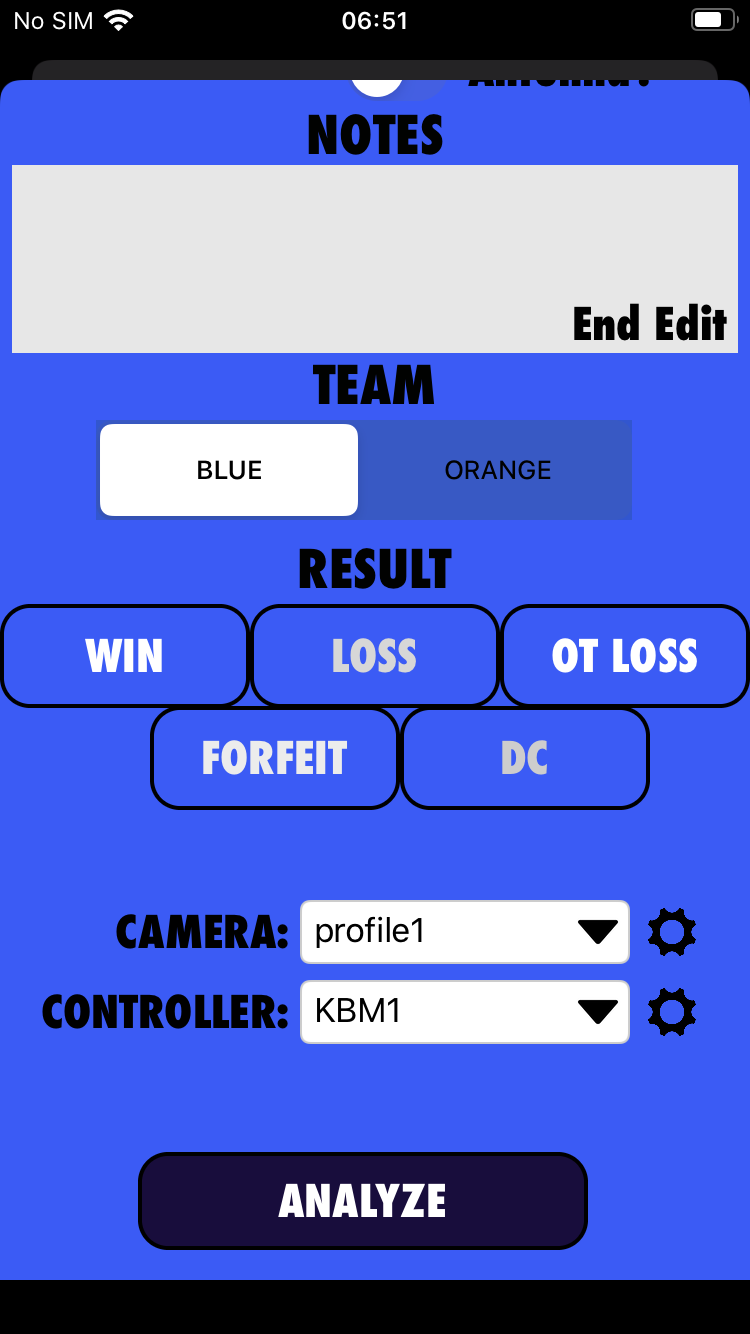 No SIM 06:51
NOTES
End Edit
TEAM
BLUE ORANGE
RESULT
WIN LOSS OT LOSS
FORFEIT DC
CAMERA: profile1
CONTROLLER: KBM1
ANALYZE